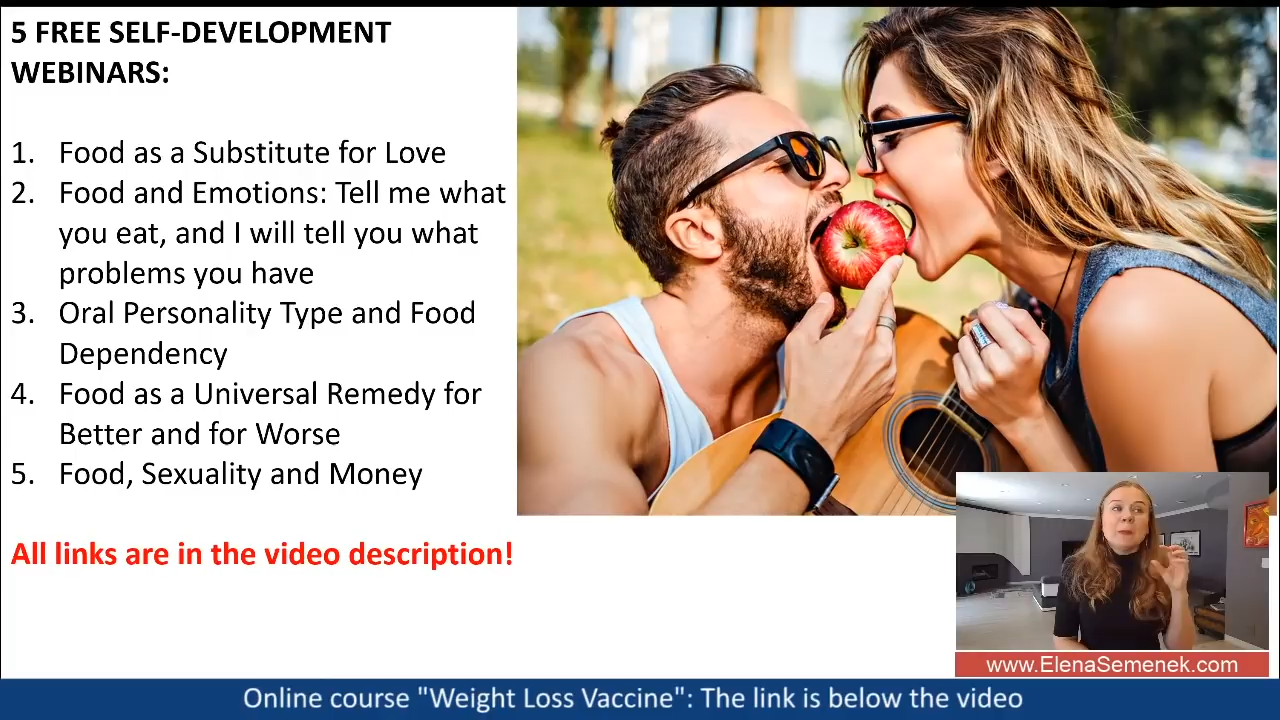 5 FREE SELF-DEVELOPMENT
WEBINARS:
1. Food as a Substitute for Love
2. Food and Emotions: Tell me what
you eat, and I will tell you what
problems you have
3. Oral Personality Type and Food
Dependency
4. Food as a Universal Remedy for
Better and for Worse
5. Food, Sexuality and Money
All links are in the video description!
www.ElenaSemenek.com
Online course "Weight Loss Vaccine": The link is below the video